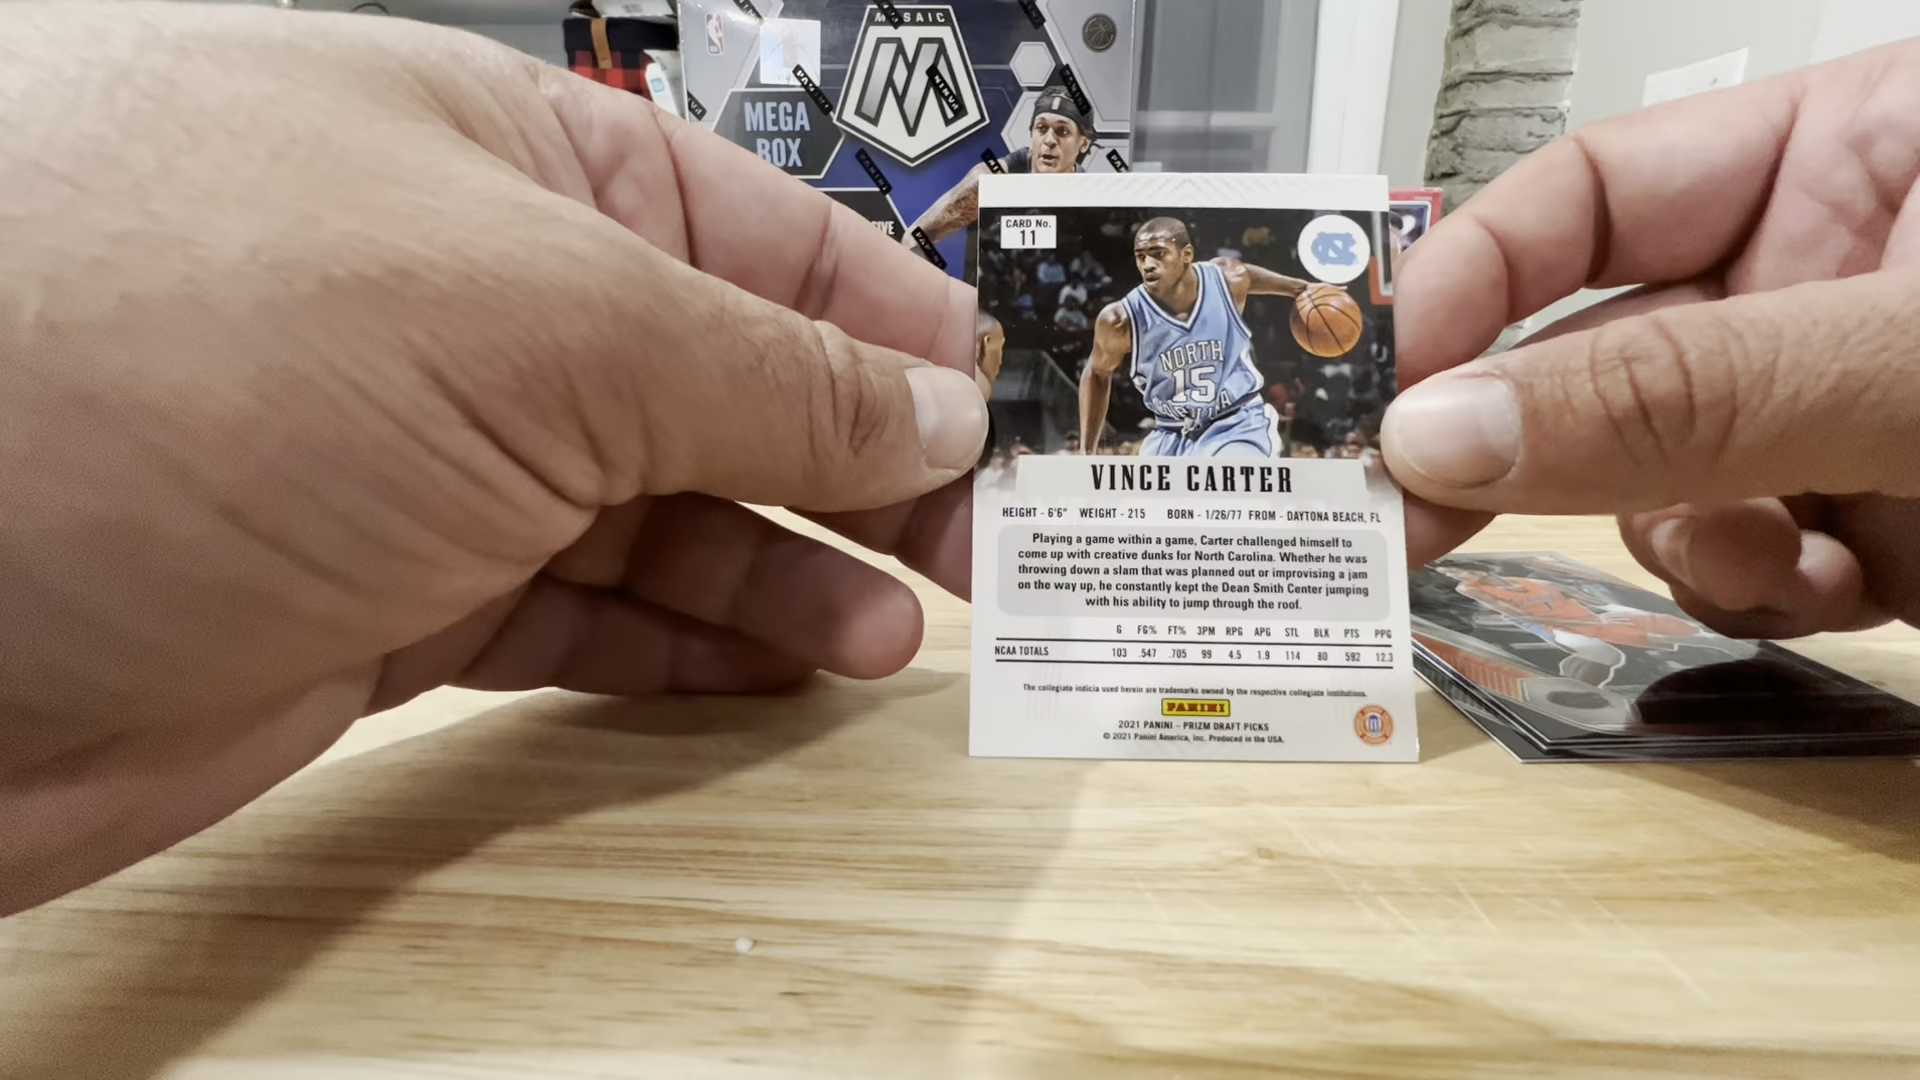 MOSAIC
MEGA
BOX
PANINI
CARD No.
11
NORTH
15
VINCE CARTER
HEIGHT - 6'6" WEIGHT - 215 BORN - 1/26/77 FROM - DAYTONA BEACH, FL
Playing a game within a game, Carter challenged himself to
come up with creative dunks for North Carolina. Whether he was
throwing down a slam that was planned out or improvising a jam
on the way up, he constantly kept the Dean Smith Center jumping
with his ability to jump through the roof.
G FG% FT% 3PM RPG APG STL BLK PTS PPG
NCAA TOTALS 103 .547 .705 99 4.5 1.9 114 80 592 12.3
The collegiate indicia used herein are trademarks owned by the respective collegiate institutions.
PANINI
2021 PANINI - PRIZM DRAFT PICKS
© 2021 Panini America, Inc. Produced in the USA.